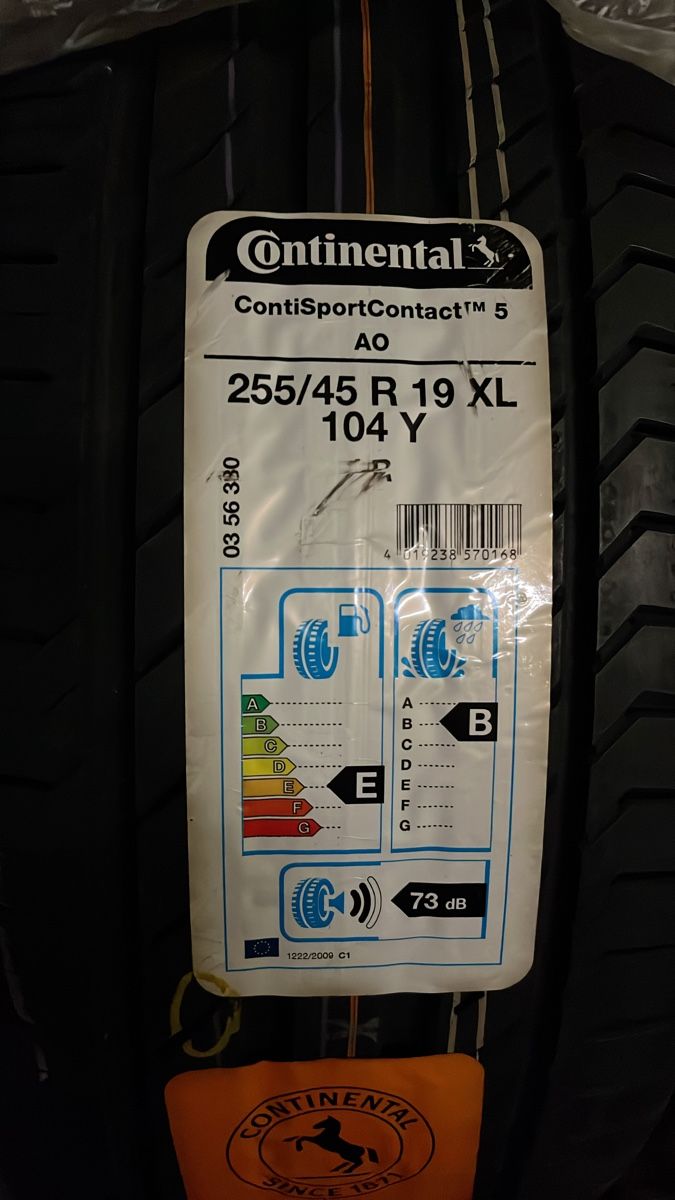 Continental
ContiSportContact™ 5
AO
255/45 R 19 XL
104 Y
03 56 330
4 019238 570168
A
B
C
D
E
F
G
E
A
B
C
D
E
F
G
B
73 dB
1222/2009 C1
CONTINENTAL
SINCE 1871